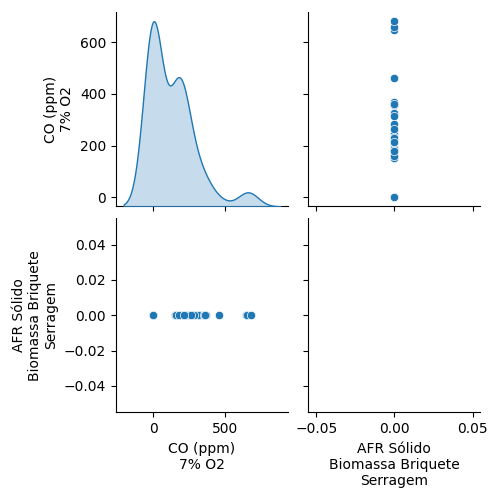 600
400
200
0
CO (ppm)
7% O2
0.04
0.02
0.00
−0.02
−0.04
AFR Sólido
Biomassa Briquete
Serragem
0
500
CO (ppm)
7% O2
−0.05
0.00
0.05
AFR Sólido
Biomassa Briquete
Serragem